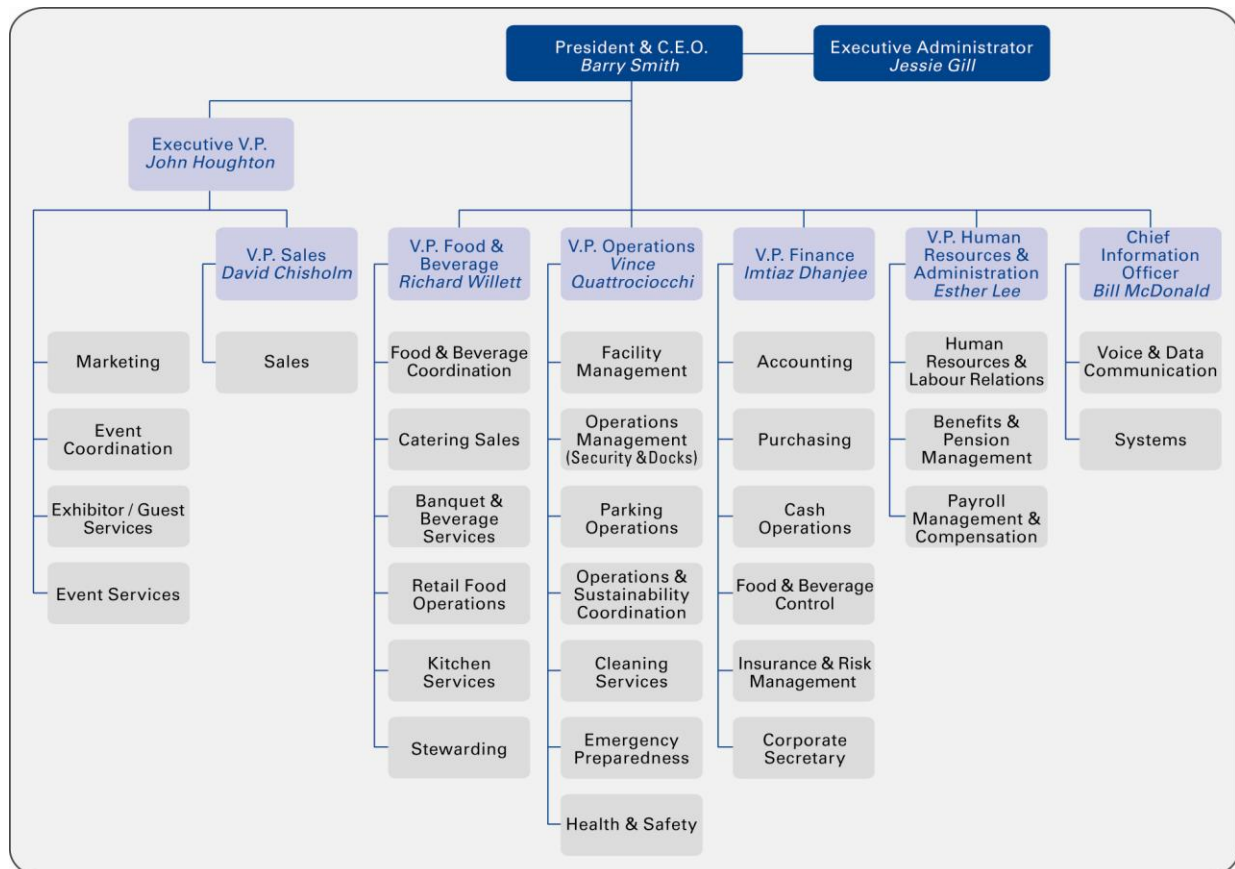 President & C.E.O.
Barry Smith
Executive Administrator
Jessie Gill
Executive V.P.
John Houghton
V.P. Sales
David Chisholm
V.P. Food &
Beverage
Richard Willett
V.P. Operations
Vince
Quattrociocchi
V.P. Finance
Imtiaz Dhanjee
V.P. Human
Resources &
Administration
Esther Lee
Chief
Information
Officer
Bill McDonald
Marketing
Event
Coordination
Exhibitor / Guest
Services
Event Services
Sales
Food & Beverage
Coordination
Catering Sales
Banquet &
Beverage
Services
Retail Food
Operations
Kitchen
Services
Stewarding
Facility
Management
Operations
Management
(Security & Docks)
Parking
Operations
Operations &
Sustainability
Coordination
Cleaning
Services
Emergency
Preparedness
Health & Safety
Accounting
Purchasing
Cash
Operations
Food & Beverage
Control
Insurance & Risk
Management
Corporate
Secretary
Human
Resources &
Labour Relations
Benefits &
Pension
Management
Payroll
Management &
Compensation
Voice & Data
Communication
Systems